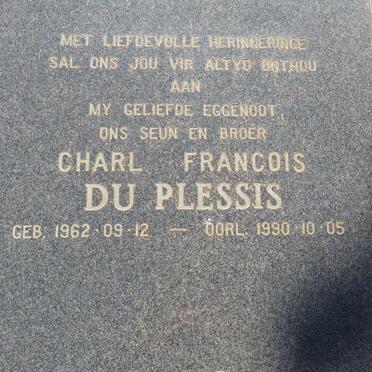 MET LIEFDEVOLLE HERINNERINGE
SAL ONS JOU VIR ALTYD ONTHOU
AAN
MY GELIEFDE EGGENOOT,
ONS SEUN EN BROER
CHARL FRANCOIS
DU PLESSIS
GEB. 1962·09·12 — OORL. 1990·10·05